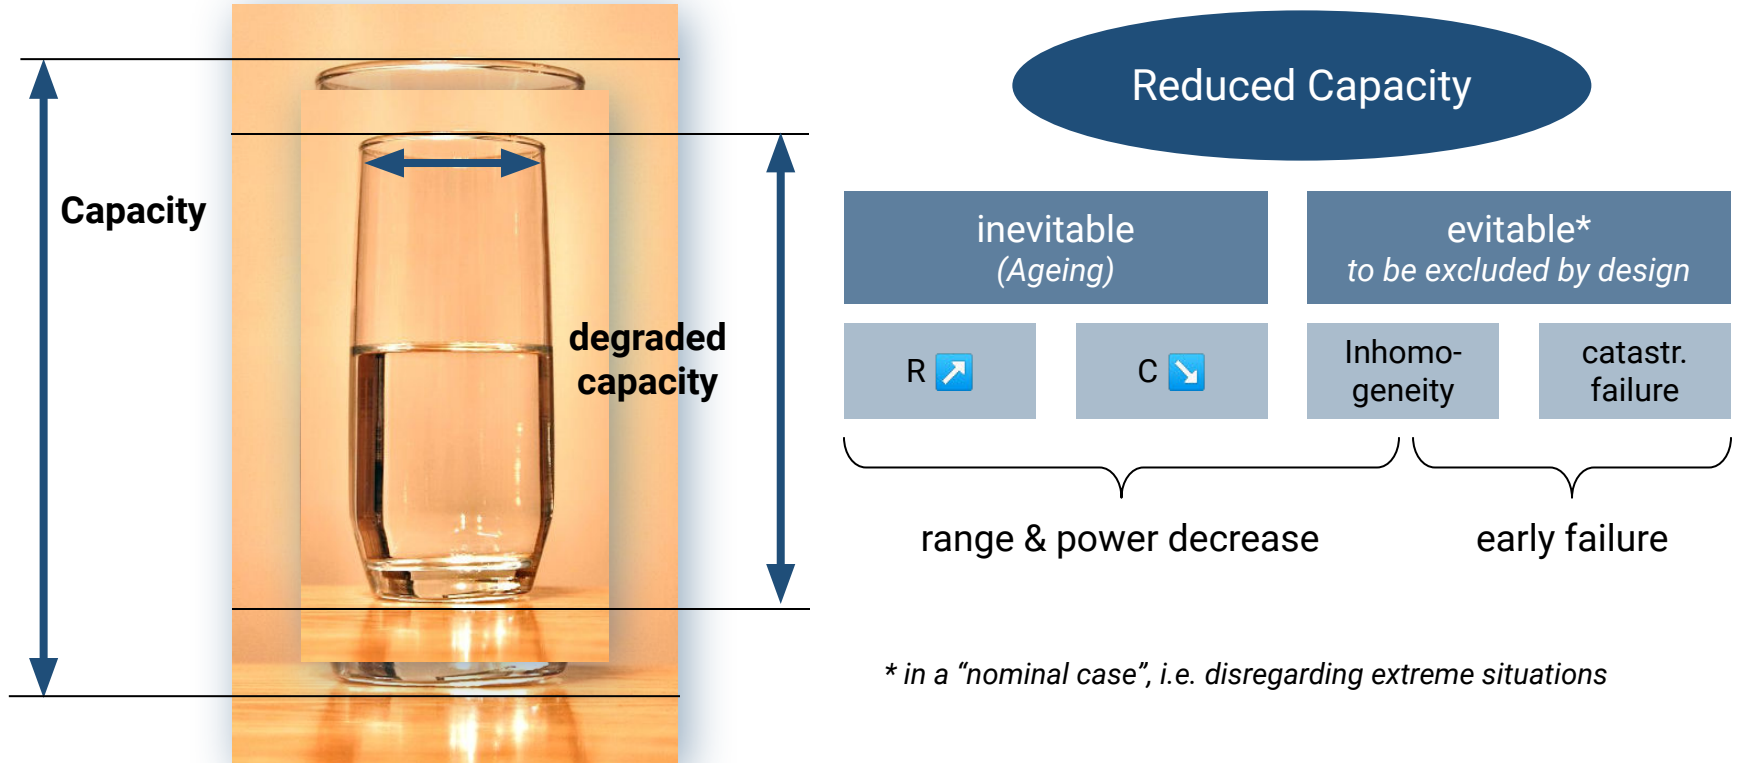 Capacity
degraded
capacity
Reduced Capacity
inevitable
(Ageing)
evitable*
to be excluded by design
R ↗
C ↘
Inhomo-
geneity
catastr.
failure
range & power decrease
early failure
* in a “nominal case”, i.e. disregarding extreme situations